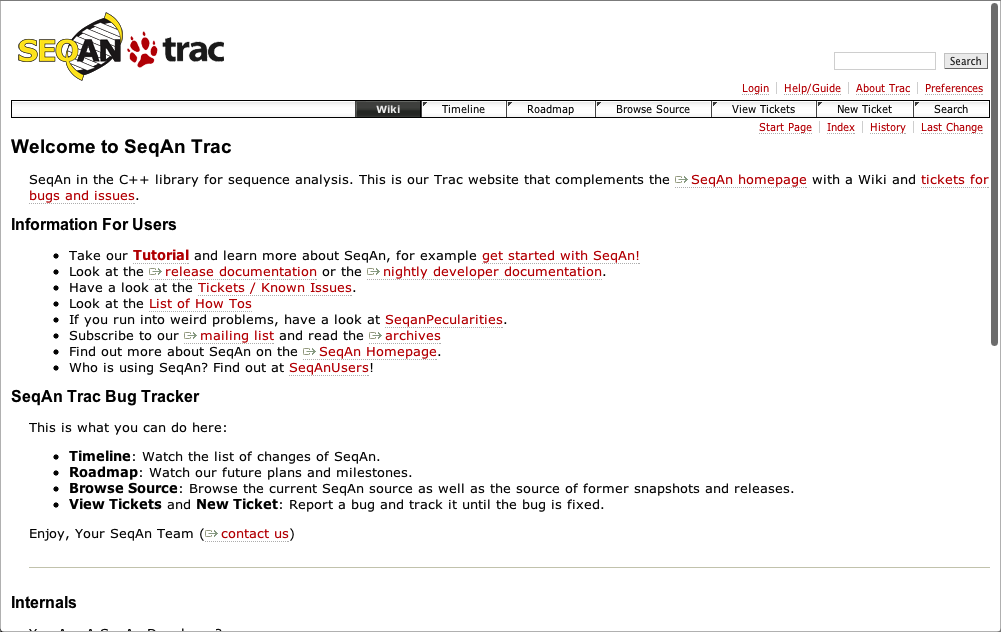 SEQAN trac
Search
Login Help/Guide About Trac Preferences
Wiki Timeline Roadmap Browse Source View Tickets New Ticket Search
Start Page Index History Last Change
Welcome to SeqAn Trac
SeqAn in the C++ library for sequence analysis. This is our Trac website that complements the SeqAn homepage with a Wiki and tickets for
bugs and issues.
Information For Users
Take our Tutorial and learn more about SeqAn, for example get started with SeqAn!
Look at the release documentation or the nightly developer documentation.
Have a look at the Tickets / Known Issues.
Look at the List of How Tos
If you run into weird problems, have a look at SeqanPecularities.
Subscribe to our mailing list and read the archives
Find out more about SeqAn on the SeqAn Homepage.
Who is using SeqAn? Find out at SeqAnUsers!
SeqAn Trac Bug Tracker
This is what you can do here:
Timeline: Watch the list of changes of SeqAn.
Roadmap: Watch our future plans and milestones.
Browse Source: Browse the current SeqAn source as well as the source of former snapshots and releases.
View Tickets and New Ticket: Report a bug and track it until the bug is fixed.
Enjoy, Your SeqAn Team (contact us)
Internals